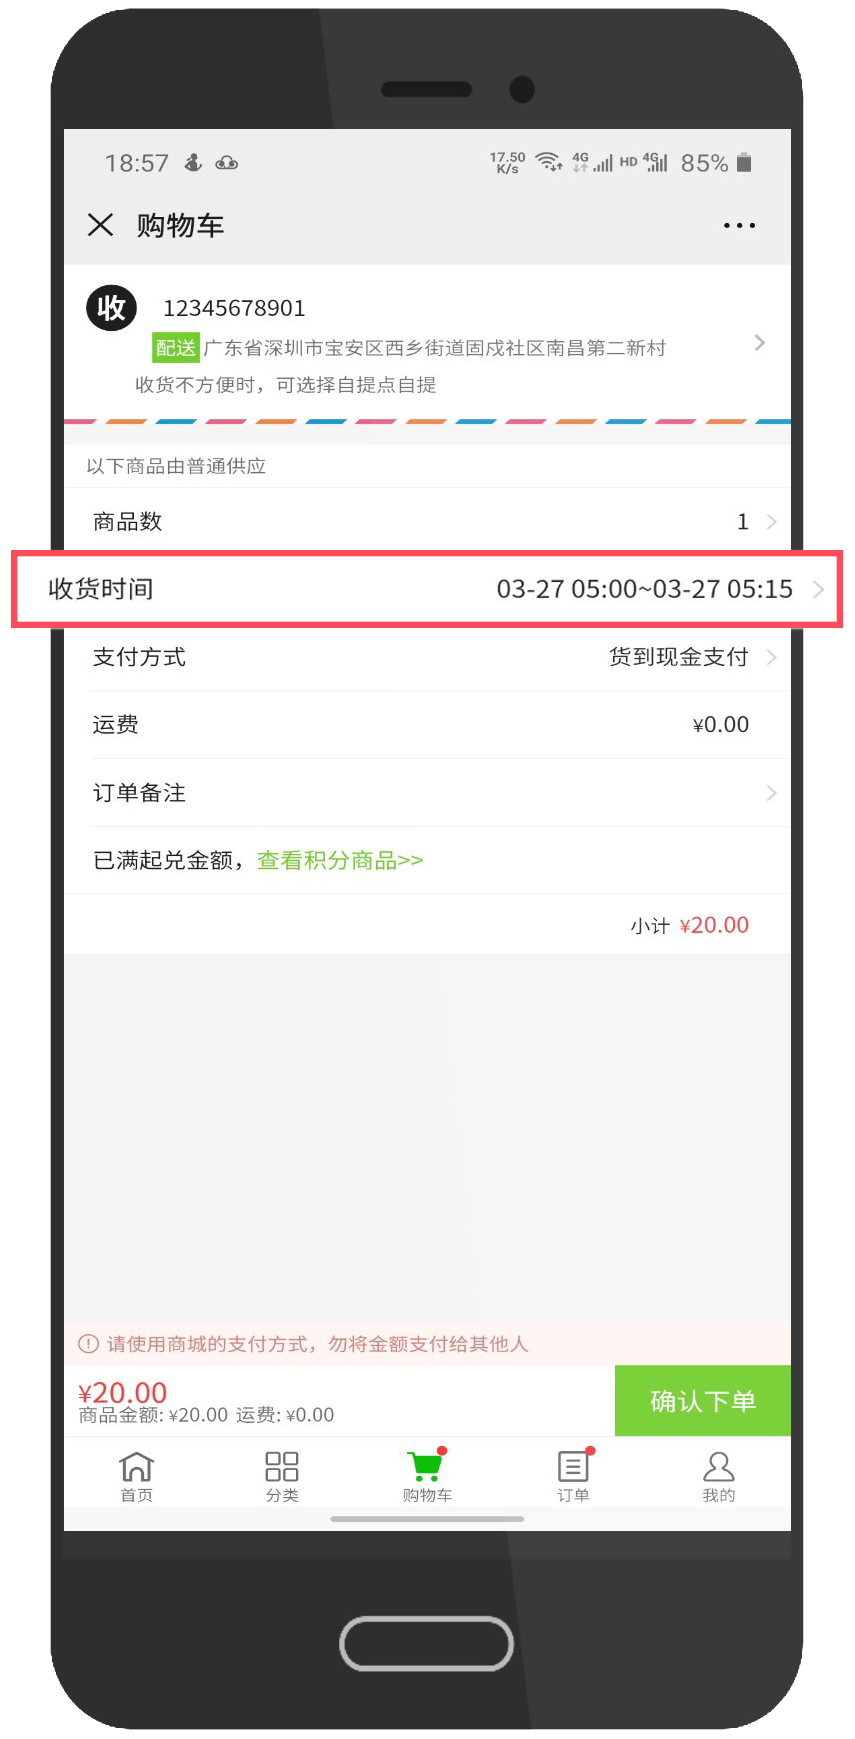 18:57 17.50 K/s 4G HD 4G 85%
购物车
收 12345678901
配送 广东省深圳市宝安区西乡街道固戍社区南昌第二新村
收货不方便时，可选择自提点自提
以下商品由普通供应
商品数 1
收货时间 03-27 05:00~03-27 05:15
支付方式 货到现金支付
运费 ¥0.00
订单备注
已满起兑金额，查看积分商品>>
小计 ¥20.00
请使用商城的支付方式，勿将金额支付给其他人
¥20.00
商品金额: ¥20.00 运费: ¥0.00
确认下单
首页 分类 购物车 订单 我的